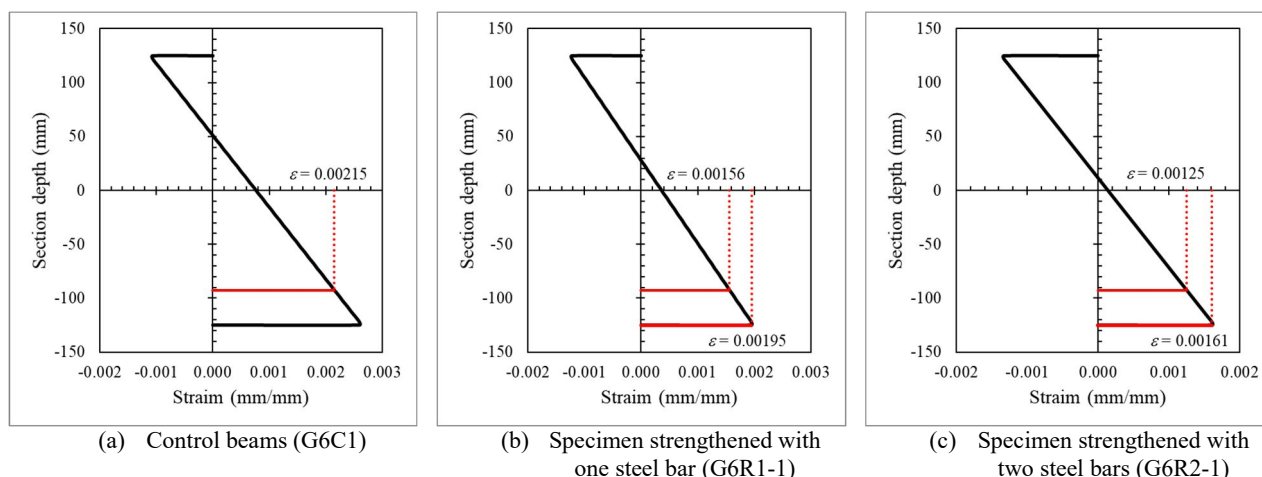 150
100
50
0
-50
-100
-150
Section depth (mm)
ε = 0.00215
-0.002 -0.001 0.000 0.001 0.002 0.003
Straim (mm/mm)
(a) Control beams (G6C1)
150
100
50
0
-50
-100
-150
Section depth (mm)
ε = 0.00156
ε = 0.00195
-0.002 -0.001 0.000 0.001 0.002 0.003
Straim (mm/mm)
(b) Specimen strengthened with
one steel bar (G6R1-1)
150
100
50
0
-50
-100
-150
Section depth (mm)
ε = 0.00125
ε = 0.00161
-0.002 -0.001 0.000 0.001 0.002
Straim (mm/mm)
(c) Specimen strengthened with
two steel bars (G6R2-1)